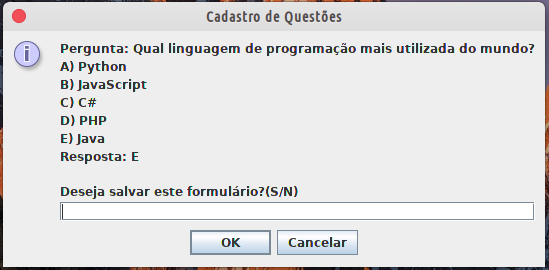 Cadastro de Questões
Pergunta: Qual linguagem de programação mais utilizada do mundo?
A) Python
B) JavaScript
C) C#
D) PHP
E) Java
Resposta: E
Deseja salvar este formulário?(S/N)
OK
Cancelar